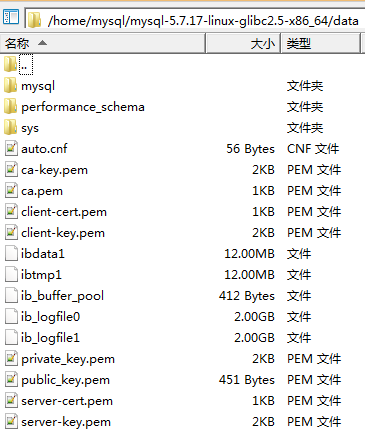 /home/mysql/mysql-5.7.17-linux-glibc2.5-x86_64/data
名称 大小 类型
..
mysql 文件夹
performance_schema 文件夹
sys 文件夹
auto.cnf 56 Bytes CNF 文件
ca-key.pem 2KB PEM 文件
ca.pem 1KB PEM 文件
client-cert.pem 1KB PEM 文件
client-key.pem 2KB PEM 文件
ibdata1 12.00MB 文件
ibtmp1 12.00MB 文件
ib_buffer_pool 412 Bytes 文件
ib_logfile0 2.00GB 文件
ib_logfile1 2.00GB 文件
private_key.pem 2KB PEM 文件
public_key.pem 451 Bytes PEM 文件
server-cert.pem 1KB PEM 文件
server-key.pem 2KB PEM 文件